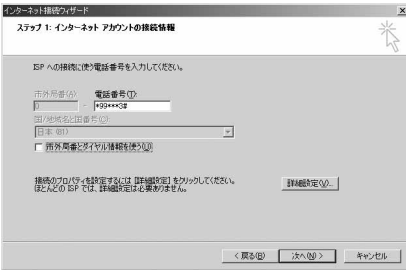 インターネット接続ウィザード
ステップ 1: インターネット アカウントの接続情報
ISP への接続に使う電話番号を入力してください。
市外局番(A): 電話番号(T):
0 - *99***3#
国/地域名と国番号(C):
日本 (81)
市外局番とダイヤル情報を使う(U)
接続のプロパティを設定するには [詳細設定] をクリックしてください。
ほとんどの ISP では、詳細設定は必要ありません。
詳細設定(V)...
< 戻る(B) 次へ(N) > キャンセル